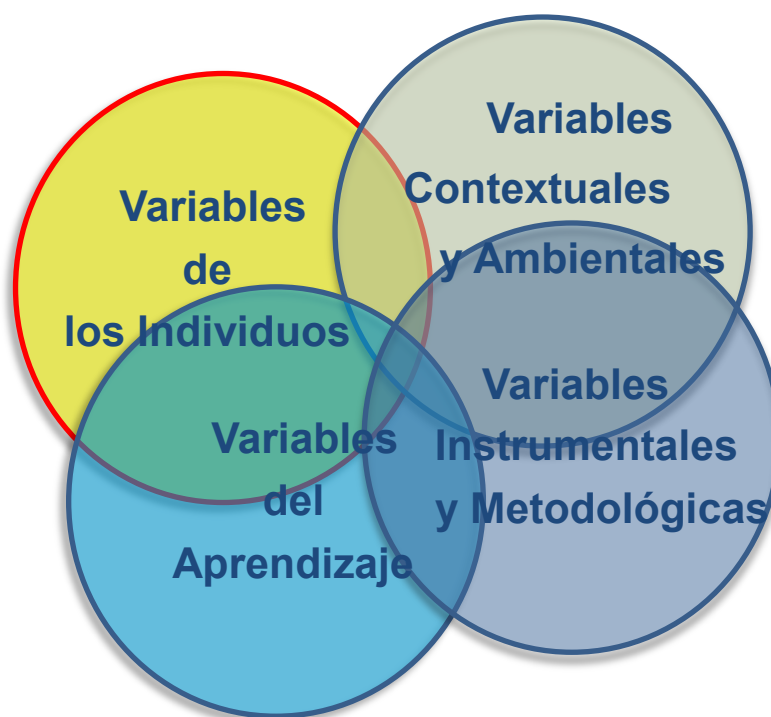 Variables
de
los Individuos
Variables
Contextuales
y Ambientales
Variables
del
Aprendizaje
Variables
Instrumentales
y Metodológicas